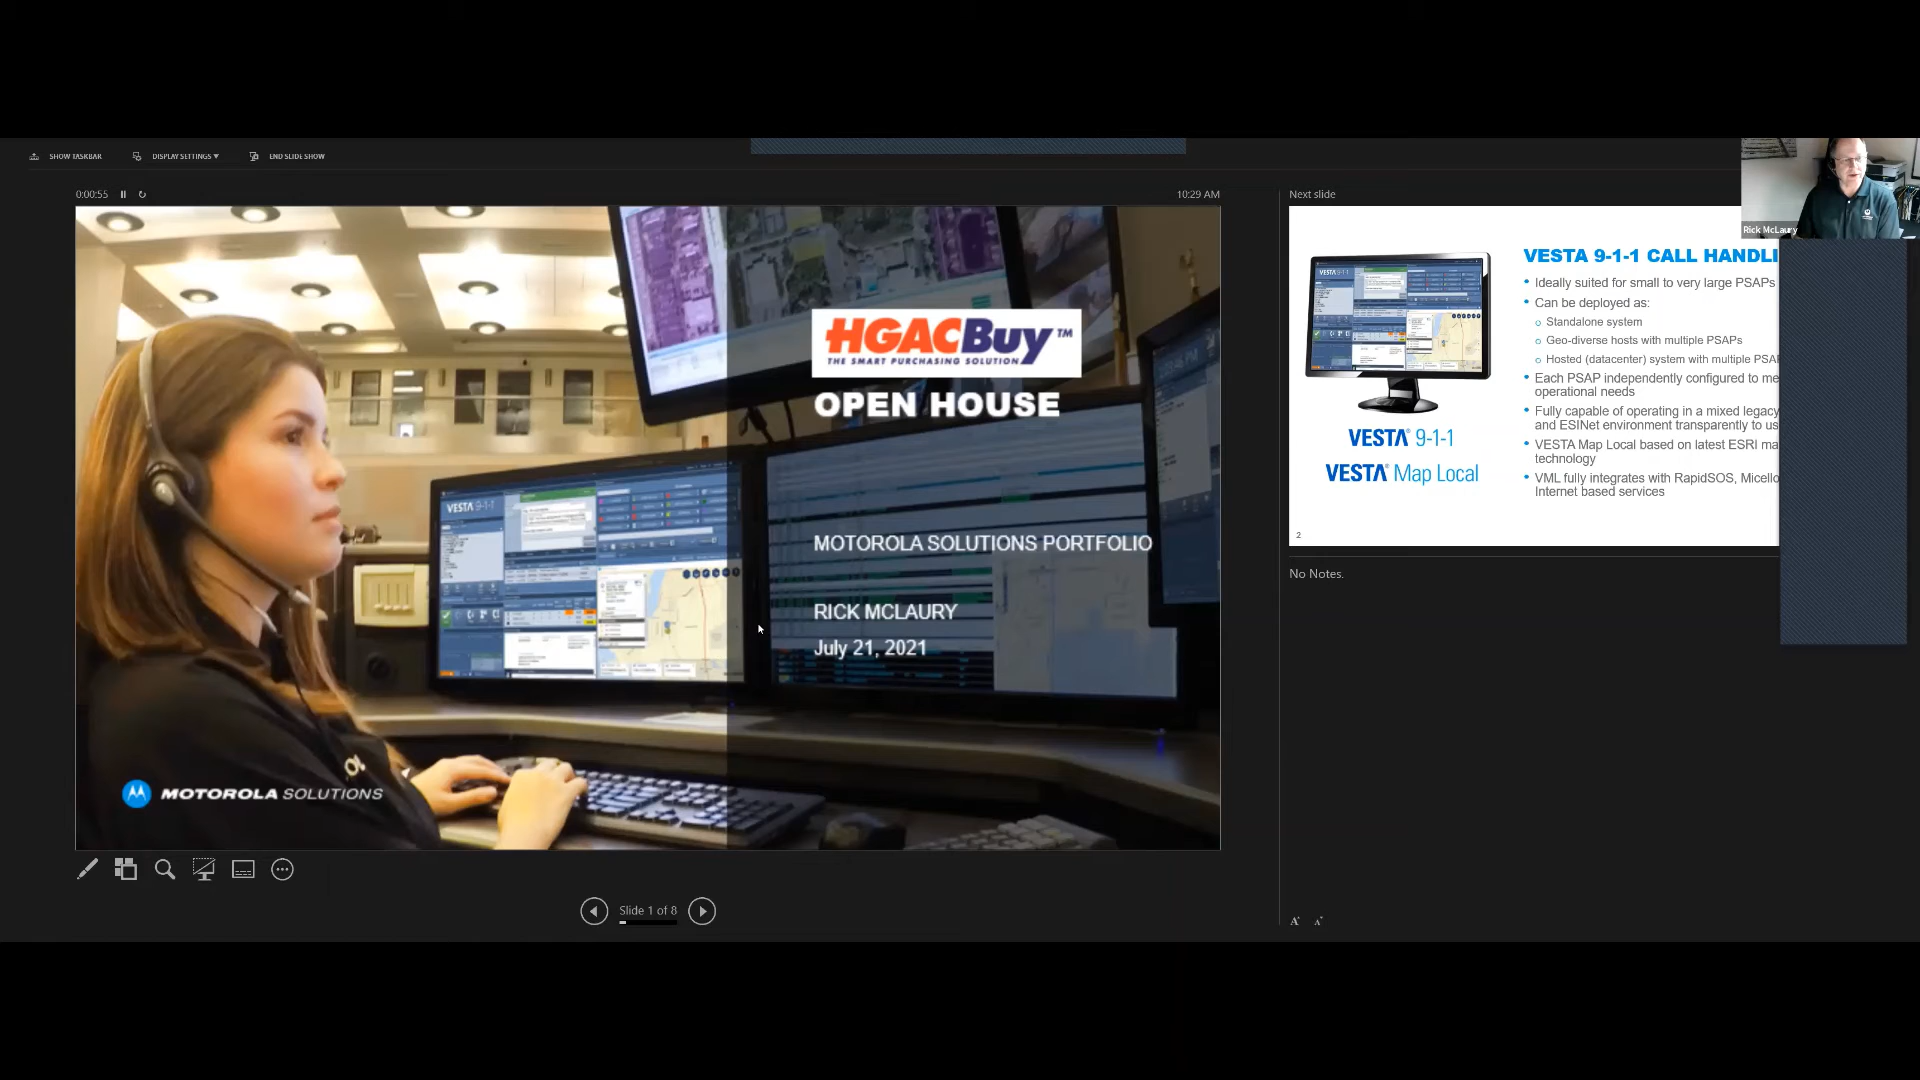 SHOW TASKBAR
DISPLAY SETTINGS ▾
END SLIDE SHOW
0:00:55
10:29 AM
HGACBuy™
THE SMART PURCHASING SOLUTION
OPEN HOUSE
VESTA 9-1-1
MOTOROLA SOLUTIONS PORTFOLIO
RICK MCLAURY
July 21, 2021
MOTOROLA SOLUTIONS
Slide 1 of 8
Next slide
VESTA 9-1-1
VESTA® 9-1-1
VESTA® Map Local
VESTA 9-1-1 CALL HANDLI
• Ideally suited for small to very large PSAPs
• Can be deployed as:
o Standalone system
o Geo-diverse hosts with multiple PSAPs
o Hosted (datacenter) system with multiple PSAP
• Each PSAP independently configured to me
operational needs
• Fully capable of operating in a mixed legacy
and ESINet environment transparently to us
• VESTA Map Local based on latest ESRI ma
technology
• VML fully integrates with RapidSOS, Micello
Internet based services
2
No Notes.
Rick McLaury